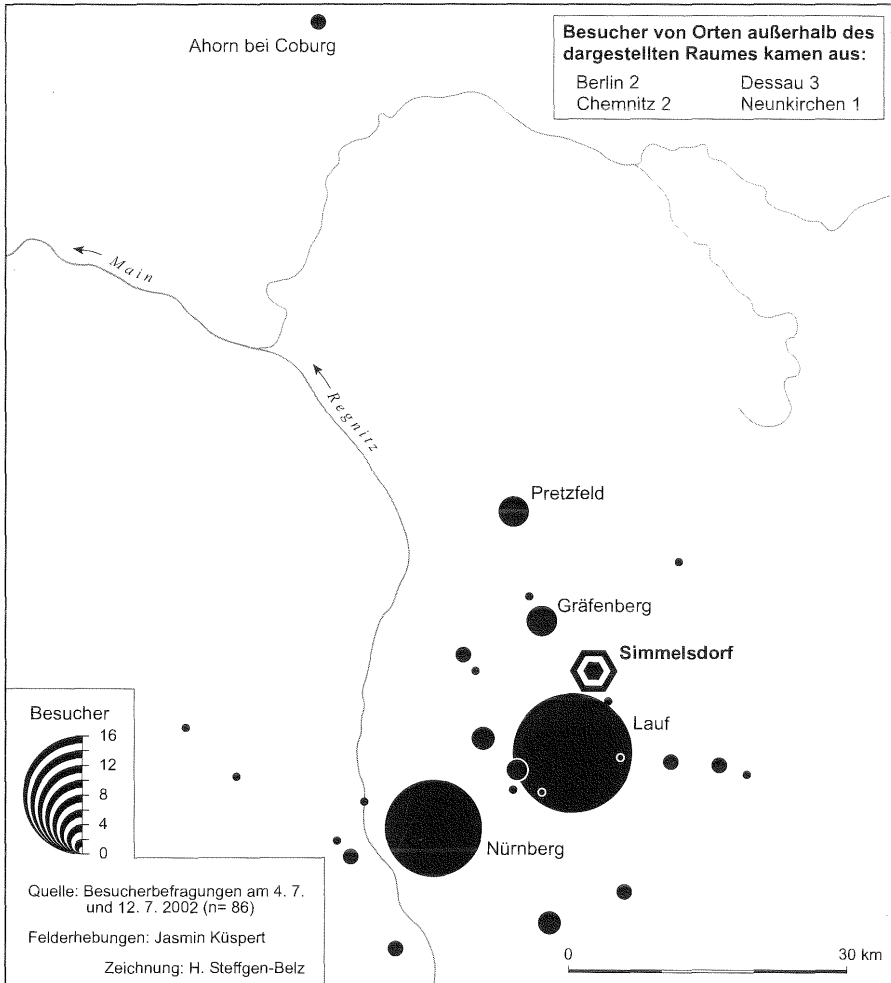 Ahorn bei Coburg
Besucher von Orten außerhalb des
dargestellten Raumes kamen aus:
Berlin 2 Dessau 3
Chemnitz 2 Neunkirchen 1
Main
Regnitz
Pretzfeld
Gräfenberg
Simmelsdorf
Lauf
Nürnberg
Besucher
16
12
8
4
0
Quelle: Besucherbefragungen am 4. 7.
und 12. 7. 2002 (n= 86)
Felderhebungen: Jasmin Küspert
Zeichnung: H. Steffgen-Belz
0 30 km